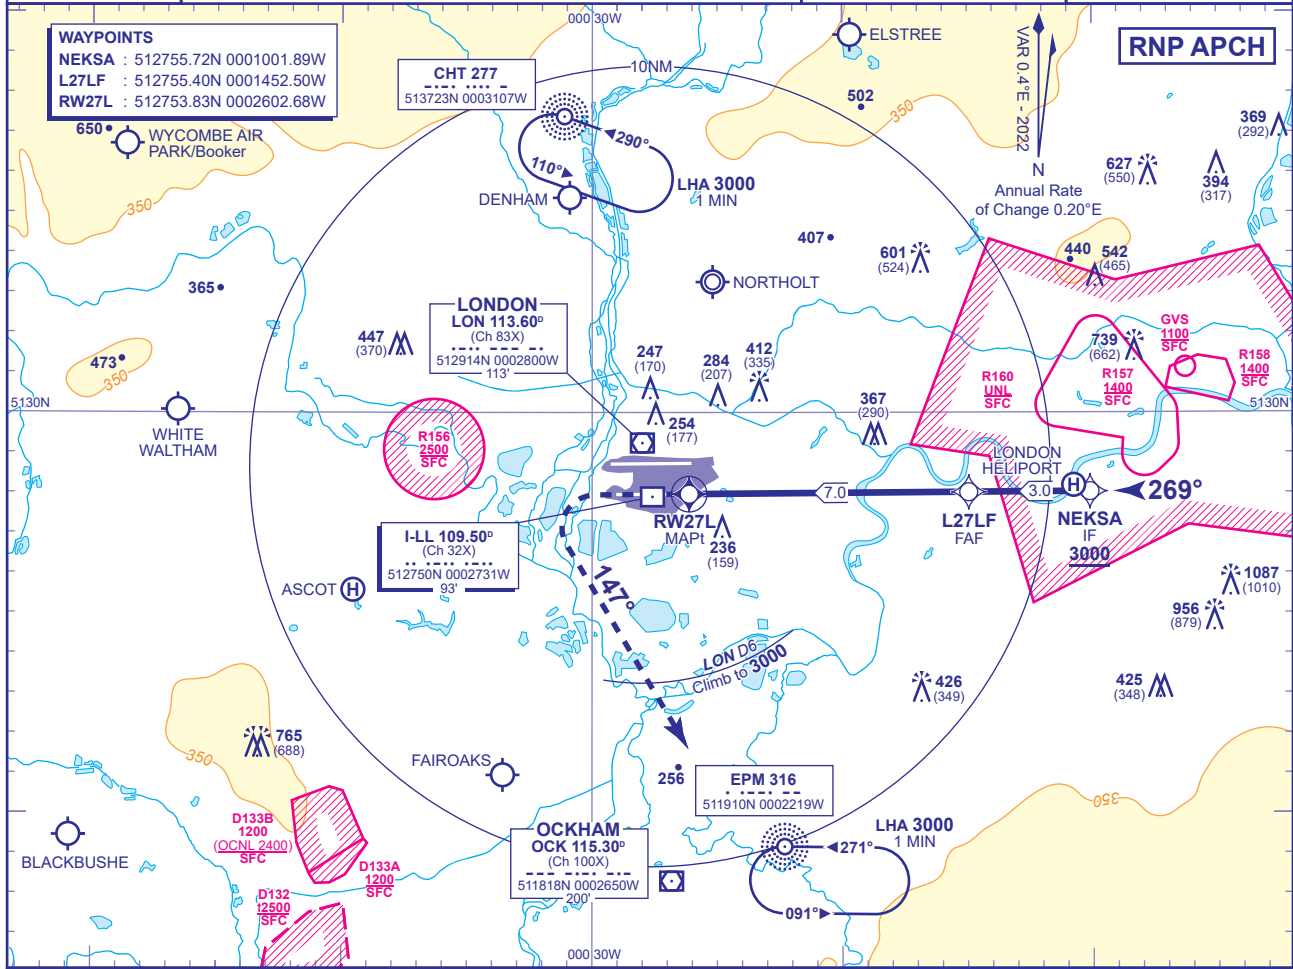 000 30W
WAYPOINTS
NEKSA : 512755.72N 0001001.89W
L27LF : 512755.40N 0001452.50W
RW27L : 512753.83N 0002602.68W
650
WYCOMBE AIR
PARK/Booker
350
CHT 277
513723N 0003107W
10NM
ELSTREE
502
350
VAR 0.4°E - 2022
N
Annual Rate
of Change 0.20°E
RNP APCH
369
(292)
627
(550)
394
(317)
290°
110°
DENHAM
LHA 3000
1 MIN
407
601
(524)
440
542
(465)
NORTHOLT
365
LONDON
LON 113.60ᴰ
(Ch 83X)
512914N 0002800W
113'
447
(370)
473
350
247
(170)
284
(207)
412
(335)
254
(177)
367
(290)
739
(662)
GVS
1100
SFC
R158
1400
SFC
R157
1400
SFC
R160
UNL
SFC
5130N
5130N
WHITE
WALTHAM
R156
2500
SFC
LONDON
HELIPORT
H
7.0
3.0
269°
RW27L
MAPt
L27LF
FAF
NEKSA
IF
3000
236
(159)
I-LL 109.50ᴰ
(Ch 32X)
512750N 0002731W
93'
ASCOT
H
147°
1087
(1010)
956
(879)
LON D6
Climb to 3000
426
(349)
425
(348)
765
(688)
350
FAIROAKS
256
EPM 316
511910N 0002219W
350
D133B
1200
(OCNL 2400)
SFC
BLACKBUSHE
D133A
1200
SFC
D132
2500
SFC
OCKHAM
OCK 115.30ᴰ
(Ch 100X)
511818N 0002650W
200'
LHA 3000
1 MIN
271°
091°
000 30W